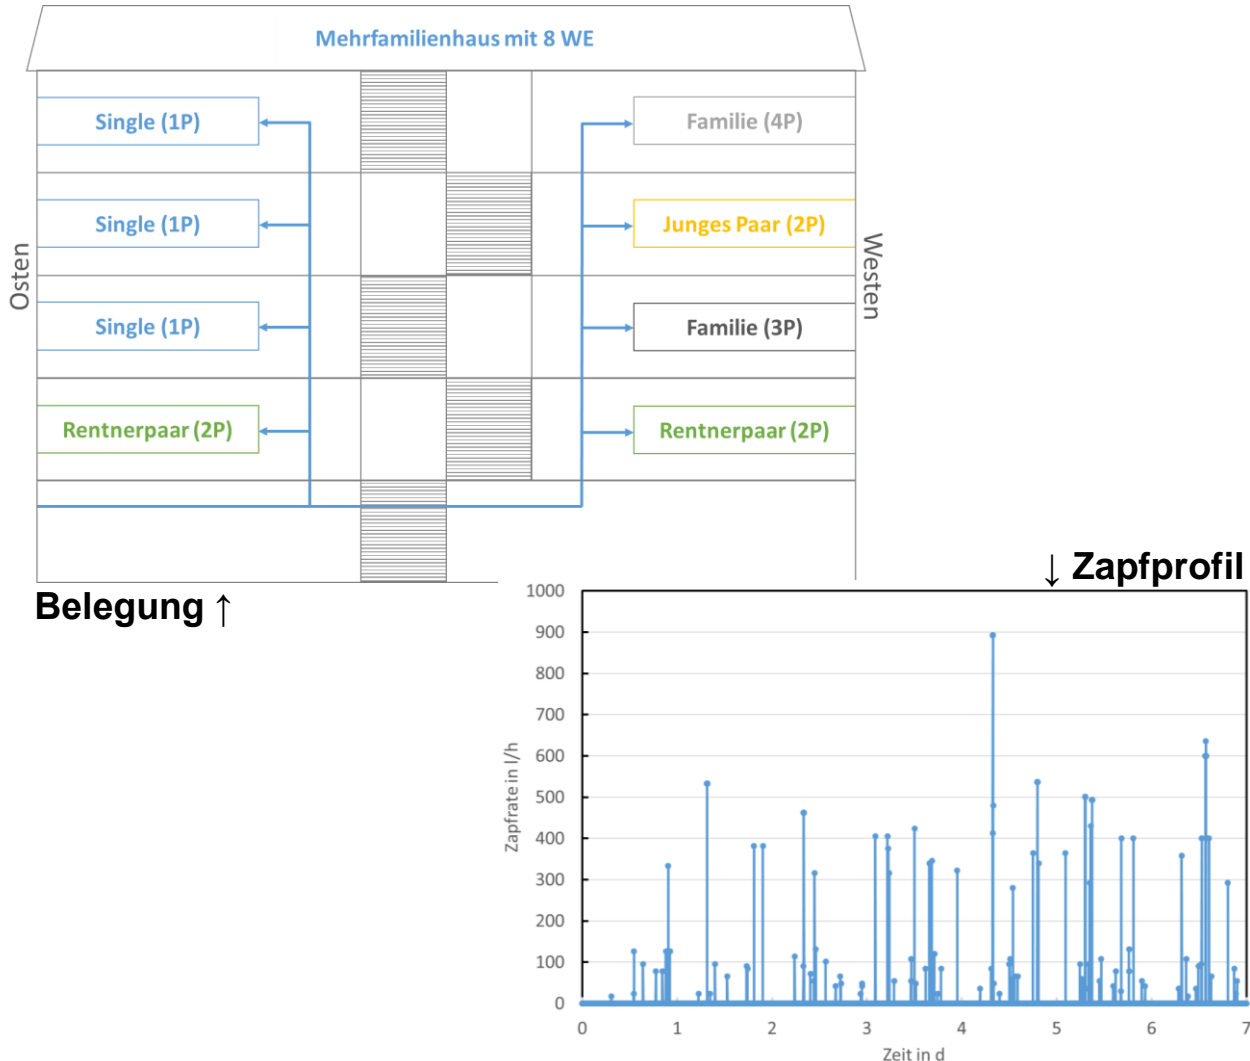 Mehrfamilienhaus mit 8 WE
Single (1P)
Familie (4P)
Single (1P)
Junges Paar (2P)
Osten
Westen
Single (1P)
Familie (3P)
Rentnerpaar (2P)
Rentnerpaar (2P)
↓ Zapfprofil
Belegung ↑
1000
900
800
700
600
500
400
300
200
100
0
Zapfrate in l/h
0 1 2 3 4 5 6 7
Zeit in d